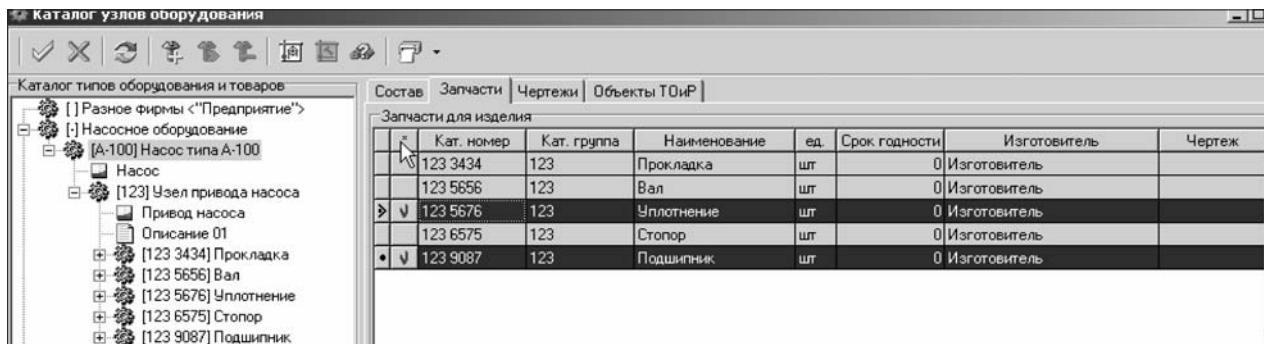 Каталог узлов оборудования
Каталог типов оборудования и товаров
[ ] Разное фирмы <"Предприятие">
[-] Насосное оборудование
[А-100] Насос типа А-100
Насос
[123] Узел привода насоса
Привод насоса
Описание 01
[123 3434] Прокладка
[123 5656] Вал
[123 5676] Уплотнение
[123 6575] Стопор
[123 9087] Подшипник
Состав Запчасти Чертежи Объекты ТОиР
Запчасти для изделия
* Кат. номер Кат. группа Наименование ед. Срок годности Изготовитель Чертеж
123 3434 123 Прокладка шт 0 Изготовитель
123 5656 123 Вал шт 0 Изготовитель
V 123 5676 123 Уплотнение шт 0 Изготовитель
123 6575 123 Стопор шт 0 Изготовитель
V 123 9087 123 Подшипник шт 0 Изготовитель